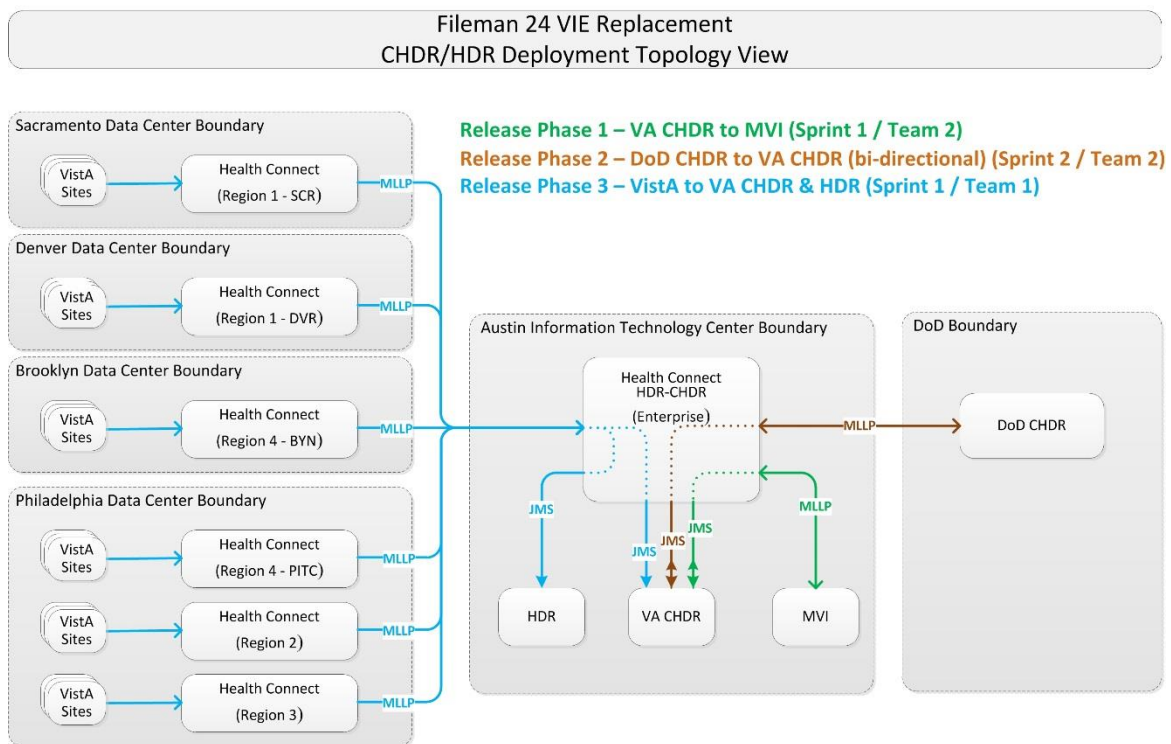 Fileman 24 VIE Replacement
CHDR/HDR Deployment Topology View
Sacramento Data Center Boundary
VistA
Sites
Health Connect
(Region 1 - SCR)
MLLP
Release Phase 1 – VA CHDR to MVI (Sprint 1 / Team 2)
Release Phase 2 – DoD CHDR to VA CHDR (bi-directional) (Sprint 2 / Team 2)
Release Phase 3 – VistA to VA CHDR & HDR (Sprint 1 / Team 1)
Denver Data Center Boundary
VistA
Sites
Health Connect
(Region 1 - DVR)
MLLP
Brooklyn Data Center Boundary
VistA
Sites
Health Connect
(Region 4 - BYN)
MLLP
Philadelphia Data Center Boundary
VistA
Sites
Health Connect
(Region 4 - PITC)
MLLP
VistA
Sites
Health Connect
(Region 2)
MLLP
VistA
Sites
Health Connect
(Region 3)
MLLP
Austin Information Technology Center Boundary
Health Connect
HDR-CHDR
(Enterprise)
JMS
JMS
JMS
JMS
MLLP
HDR
VA CHDR
MVI
MLLP
DoD Boundary
DoD CHDR